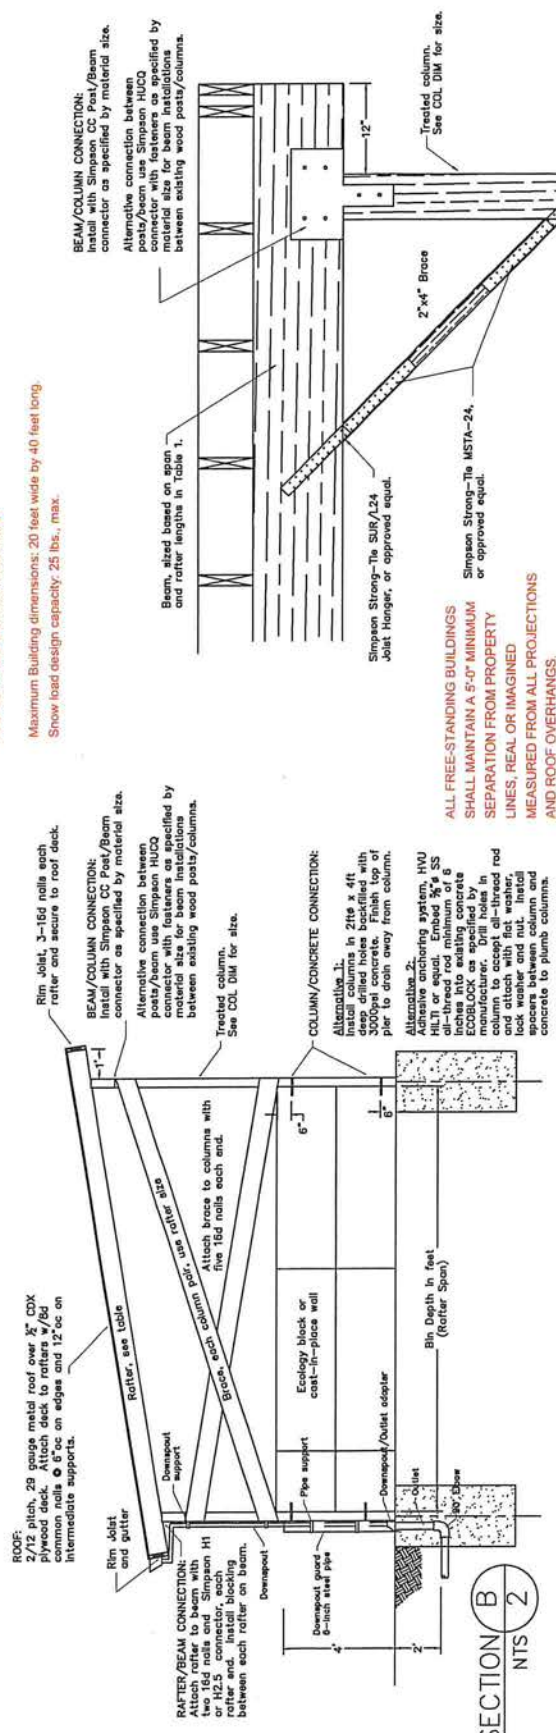 Maximum Building dimensions: 20 feet wide by 40 feet long.
Snow load design capacity: 25 lbs., max.
ROOF:
2/12 pitch, 29 gauge metal roof over ½" CDX
plywood deck. Attach deck to rafters w/8d
common nails @ 6"oc on edges and 12"oc on
intermediate supports.
Rim Joist
and gutter
Rafter, see table
Rim Joist, 3-16d nails each
rafter and secure to roof deck.
1"
BEAM/COLUMN CONNECTION:
Install with Simpson CC Post/Beam
connector as specified by material size.
Alternative connection between
posts/beam use Simpson HUCQ
connector with fasteners as specified by
material size for beam installations
between existing wood posts/columns.
Treated column.
See COL DIM for size.
RAFTER/BEAM CONNECTION:
Attach rafter to beam with
two 16d nails and Simpson H1
or H2.5 connector, each
rafter end. Install blocking
between each rafter on beam.
Downspout
support
Brace, each column pair, use rafter size
Attach brace to columns with
five 16d nails each end.
Downspout
Downspout guard
6-inch steel pipe
Pipe support
Ecology block or
cast-in-place wall
Downspout/Outlet adapter
Outlet
90° Elbow
4'
2'
6"
6"
Bin Depth in feet
(Rafter Span)
COLUMN/CONCRETE CONNECTION:
Alternative 1:
Install columns in 2ftø x 4ft
deep drilled holes backfilled with
3000psi concrete. Finish top of
pier to drain away from column.
Alternative 2:
Adhesive anchoring system, HVU
HILTI or equal. Embed ⅝"ø SS
all-thread rod minimum of 6
inches into existing concrete
ECOBLOCK as specified by
manufacturer. Drill holes in
column to accept all-thread rod
and attach with flat washer,
lock washer and nut. Install
spacers between column and
concrete to plumb columns.
SECTION B
NTS 2
BEAM/COLUMN CONNECTION:
Install with Simpson CC Post/Beam
connector as specified by material size.
Alternative connection between
posts/beam use Simpson HUCQ
connector with fasteners as specified by
material size for beam installations
between existing wood posts/columns.
Beam, sized based on span
and rafter lengths in Table 1.
12"
Treated column.
See COL DIM for size.
2"x4" Brace
Simpson Strong-Tie SUR/L24
Joist Hanger, or approved equal.
Simpson Strong-Tie MSTA-24,
or approved equal.
ALL FREE-STANDING BUILDINGS
SHALL MAINTAIN A 5'-0" MINIMUM
SEPARATION FROM PROPERTY
LINES, REAL OR IMAGINED
MEASURED FROM ALL PROJECTIONS
AND ROOF OVERHANGS.